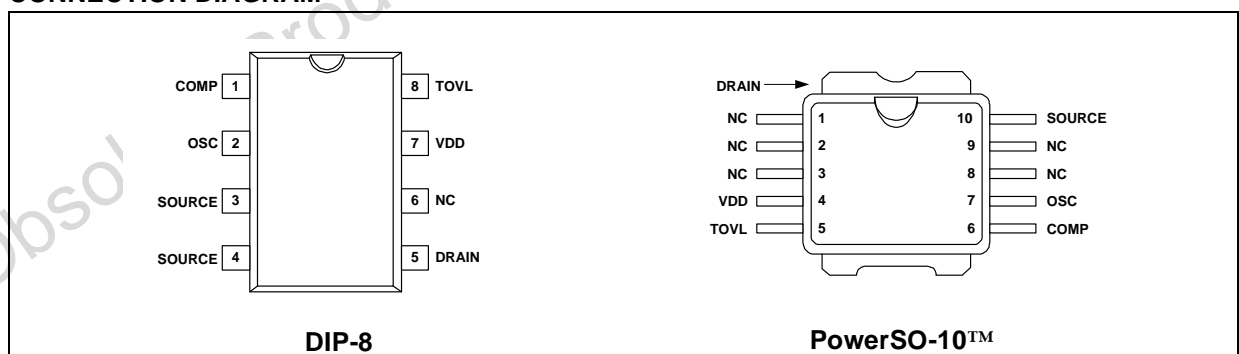 CONNECTION DIAGRAM
COMP 1
OSC 2
SOURCE 3
SOURCE 4
8 TOVL
7 VDD
6 NC
5 DRAIN
DIP-8
DRAIN
NC 1
NC 2
NC 3
VDD 4
TOVL 5
10 SOURCE
9 NC
8 NC
7 OSC
6 COMP
PowerSO-10™